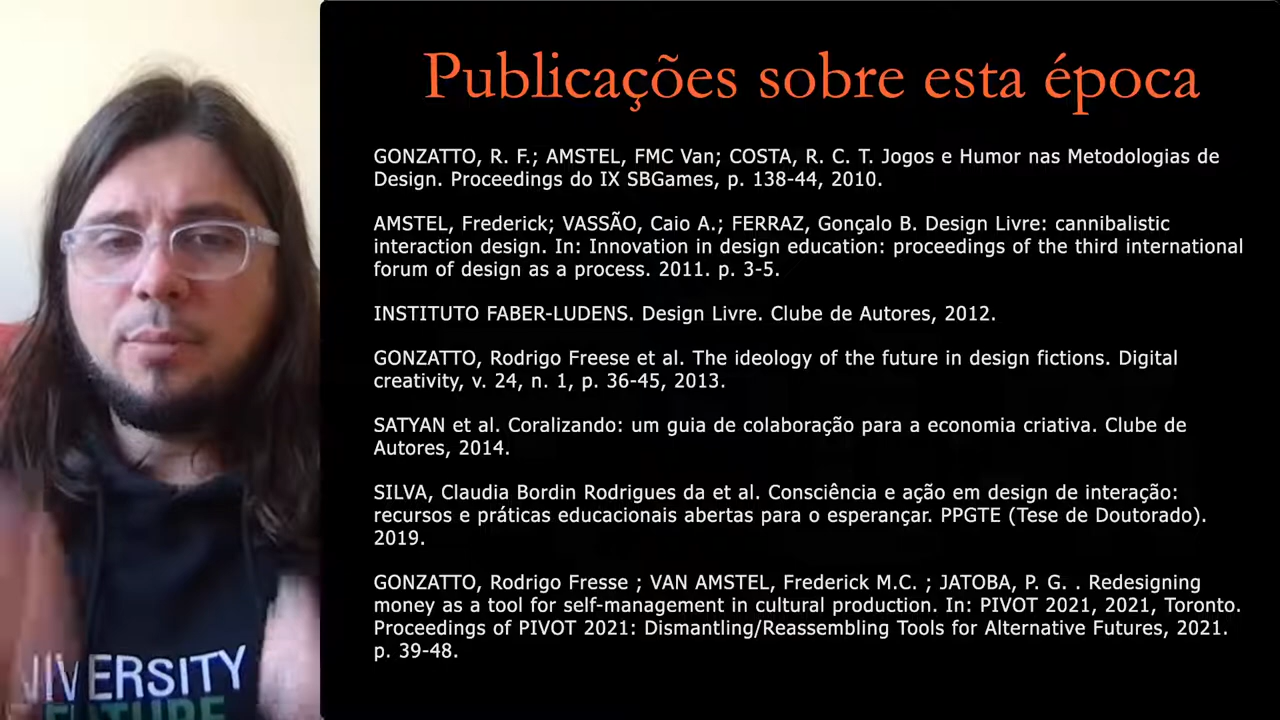 Publicações sobre esta época
GONZATTO, R. F.; AMSTEL, FMC Van; COSTA, R. C. T. Jogos e Humor nas Metodologias de
Design. Proceedings do IX SBGames, p. 138-44, 2010.
AMSTEL, Frederick; VASSÃO, Caio A.; FERRAZ, Gonçalo B. Design Livre: cannibalistic
interaction design. In: Innovation in design education: proceedings of the third international
forum of design as a process. 2011. p. 3-5.
INSTITUTO FABER-LUDENS. Design Livre. Clube de Autores, 2012.
GONZATTO, Rodrigo Freese et al. The ideology of the future in design fictions. Digital
creativity, v. 24, n. 1, p. 36-45, 2013.
SATYAN et al. Coralizando: um guia de colaboração para a economia criativa. Clube de
Autores, 2014.
SILVA, Claudia Bordin Rodrigues da et al. Consciência e ação em design de interação:
recursos e práticas educacionais abertas para o esperançar. PPGTE (Tese de Doutorado).
2019.
GONZATTO, Rodrigo Fresse ; VAN AMSTEL, Frederick M.C. ; JATOBA, P. G. . Redesigning
money as a tool for self-management in cultural production. In: PIVOT 2021, 2021, Toronto.
Proceedings of PIVOT 2021: Dismantling/Reassembling Tools for Alternative Futures, 2021.
p. 39-48.
NIVERSITY
FUTURE